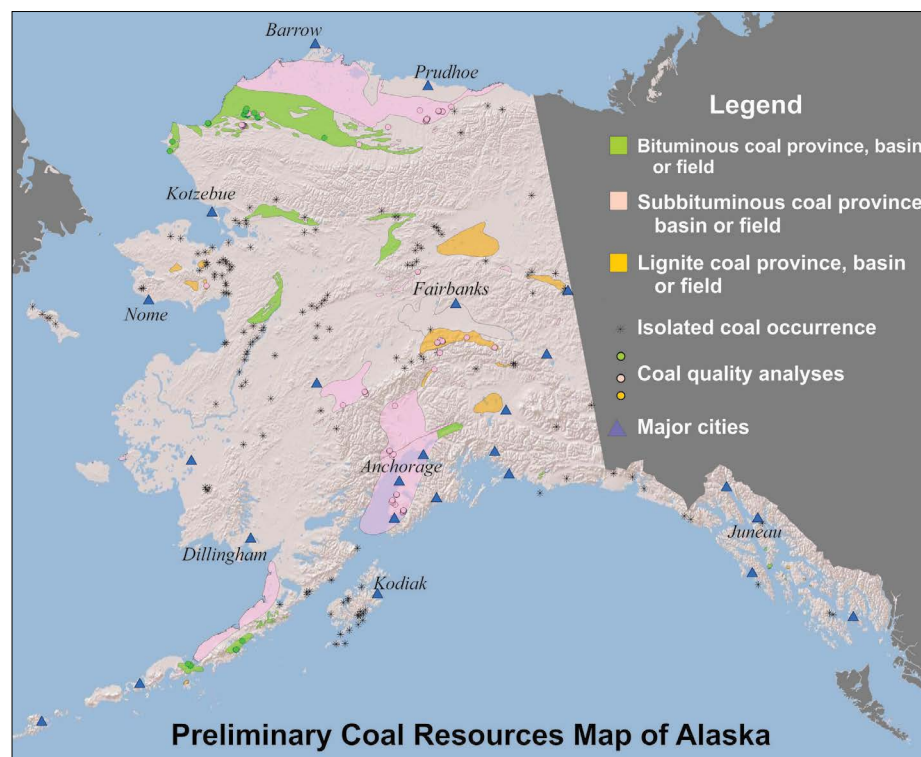 Barrow
Prudhoe
Legend
Bituminous coal province, basin
or field
Kotzebue
Subbituminous coal province,
basin or field
Lignite coal province, basin
or field
Fairbanks
Nome
Isolated coal occurrence
Coal quality analyses
Major cities
Anchorage
Juneau
Dillingham
Kodiak
Preliminary Coal Resources Map of Alaska